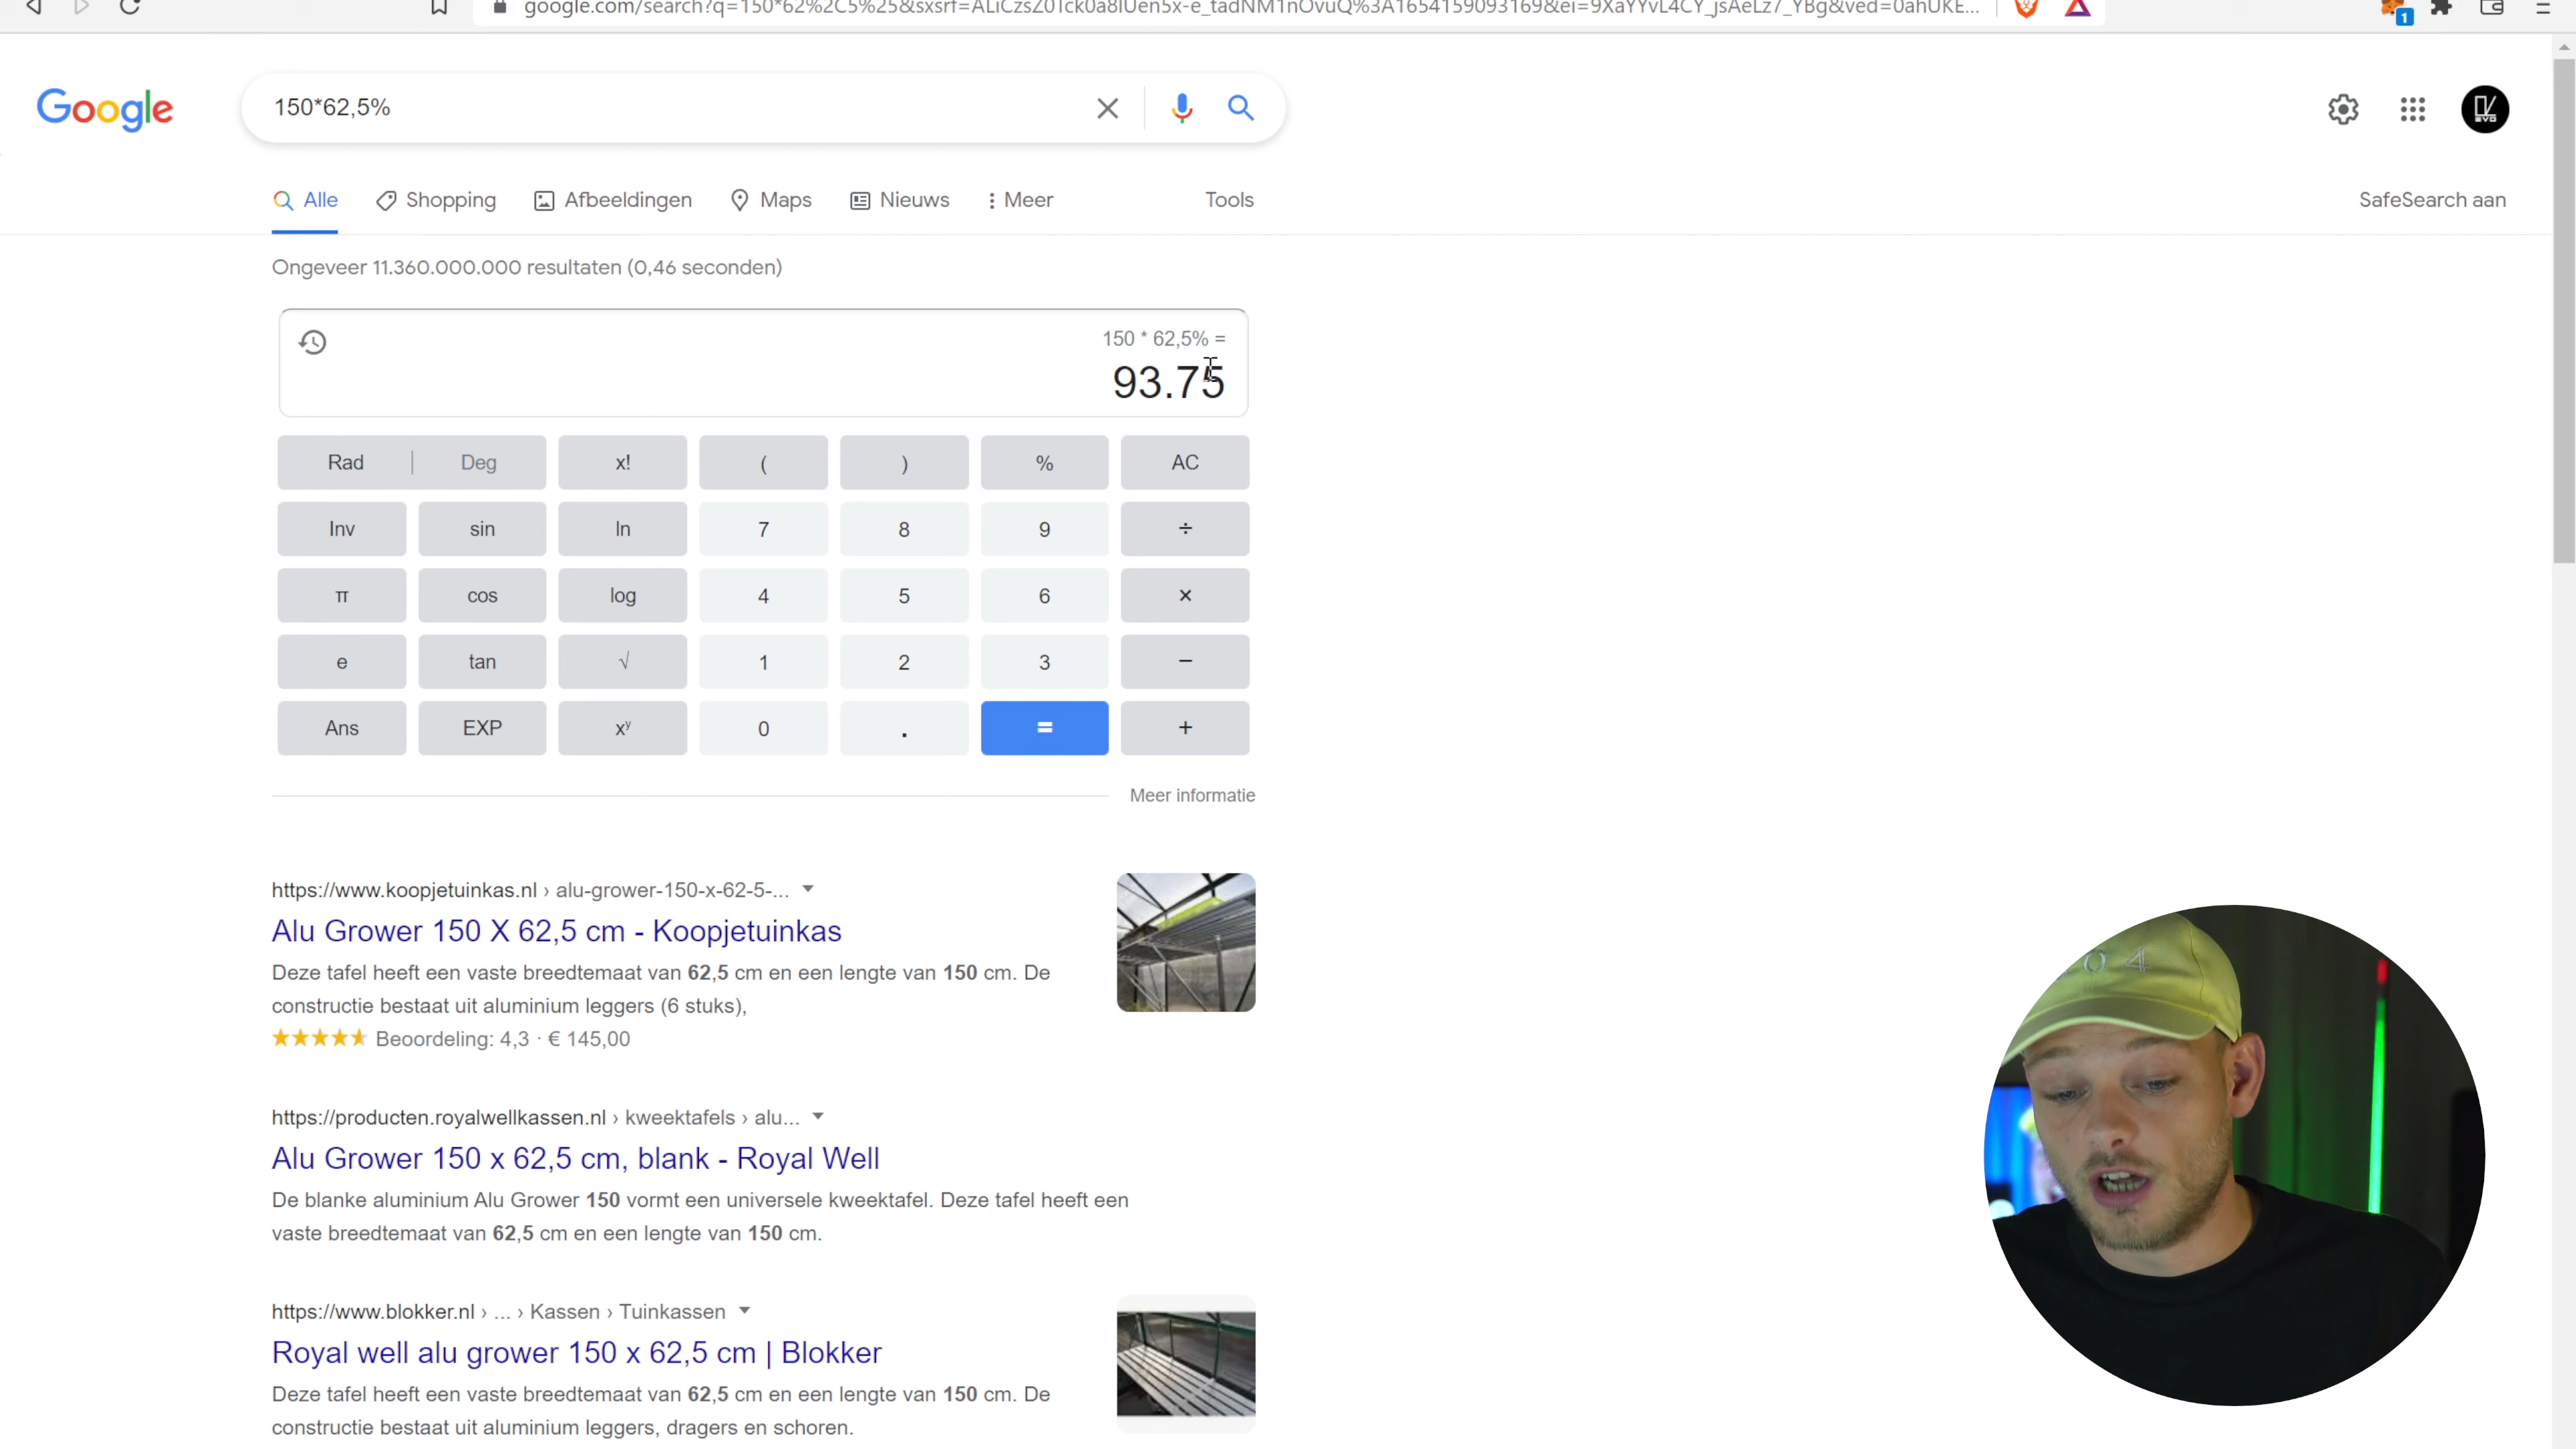 google.com/search?q=150*62%2C5%25&sxsrf=ALiCzsZ01ck0a8IUen5x-e_tadNM1nOvuQ%3A1654159093169&ei=9XaYYvL4CY_jsAeLz7_YBg&ved=0ahUKE...
1
Google
150*62,5%
Alle
Shopping
Afbeeldingen
Maps
Nieuws
Meer
Tools
SafeSearch aan
Ongeveer 11.360.000.000 resultaten (0,46 seconden)
150 * 62,5% =
93.75
Rad | Deg x! ( ) % AC
Inv sin ln 7 8 9 ÷
π cos log 4 5 6 ×
e tan √ 1 2 3 −
Ans EXP xʸ 0 . = +
Meer informatie
https://www.koopjetuinkas.nl › alu-grower-150-x-62-5-...
Alu Grower 150 X 62,5 cm - Koopjetuinkas
Deze tafel heeft een vaste breedtemaat van 62,5 cm en een lengte van 150 cm. De
constructie bestaat uit aluminium leggers (6 stuks),
Beoordeling: 4,3 · € 145,00
https://producten.royalwellkassen.nl › kweektafels › alu...
Alu Grower 150 x 62,5 cm, blank - Royal Well
De blanke aluminium Alu Grower 150 vormt een universele kweektafel. Deze tafel heeft een
vaste breedtemaat van 62,5 cm en een lengte van 150 cm.
https://www.blokker.nl › ... › Kassen › Tuinkassen
Royal well alu grower 150 x 62,5 cm | Blokker
Deze tafel heeft een vaste breedtemaat van 62,5 cm en een lengte van 150 cm. De
constructie bestaat uit aluminium leggers, dragers en schoren.